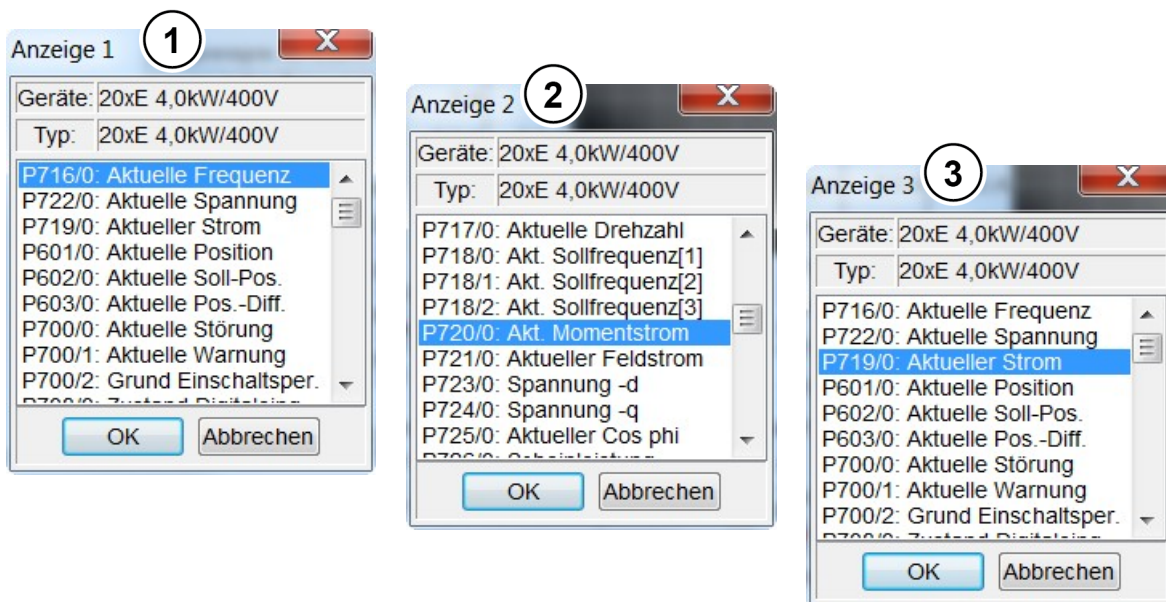 1
Anzeige 1
X
Geräte: 20xE 4,0kW/400V
Typ: 20xE 4,0kW/400V
P716/0: Aktuelle Frequenz
P722/0: Aktuelle Spannung
P719/0: Aktueller Strom
P601/0: Aktuelle Position
P602/0: Aktuelle Soll-Pos.
P603/0: Aktuelle Pos.-Diff.
P700/0: Aktuelle Störung
P700/1: Aktuelle Warnung
P700/2: Grund Einschaltsper.
OK Abbrechen
2
Anzeige 2
X
Geräte: 20xE 4,0kW/400V
Typ: 20xE 4,0kW/400V
P717/0: Aktuelle Drehzahl
P718/0: Akt. Sollfrequenz[1]
P718/1: Akt. Sollfrequenz[2]
P718/2: Akt. Sollfrequenz[3]
P720/0: Akt. Momentstrom
P721/0: Aktueller Feldstrom
P723/0: Spannung -d
P724/0: Spannung -q
P725/0: Aktueller Cos phi
OK Abbrechen
3
Anzeige 3
X
Geräte: 20xE 4,0kW/400V
Typ: 20xE 4,0kW/400V
P716/0: Aktuelle Frequenz
P722/0: Aktuelle Spannung
P719/0: Aktueller Strom
P601/0: Aktuelle Position
P602/0: Aktuelle Soll-Pos.
P603/0: Aktuelle Pos.-Diff.
P700/0: Aktuelle Störung
P700/1: Aktuelle Warnung
P700/2: Grund Einschaltsper.
OK Abbrechen